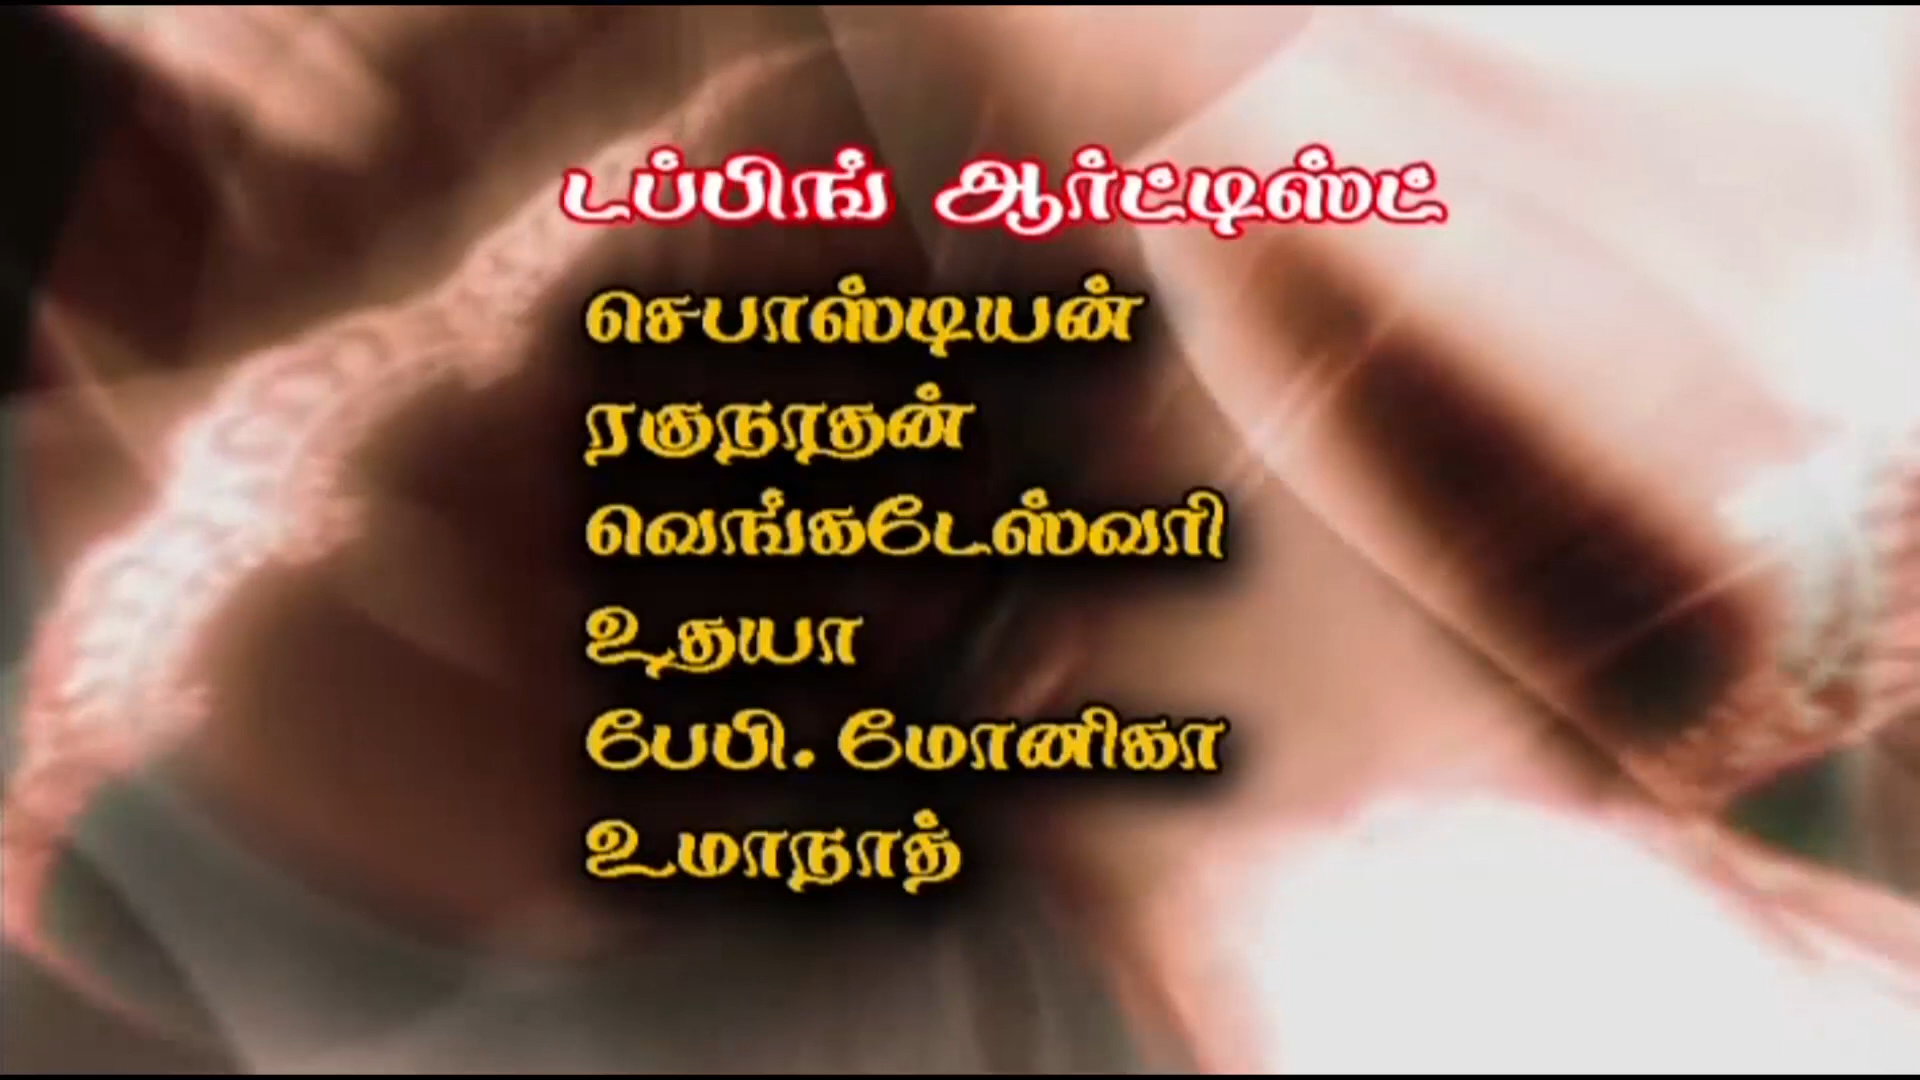 டப்பிங் ஆர்ட்டிஸ்ட்
செபாஸ்டியன்
ரகுநாதன்
வெங்கடேஸ்வரி
உதயா
பேபி. மோனிகா
உமாநாத்